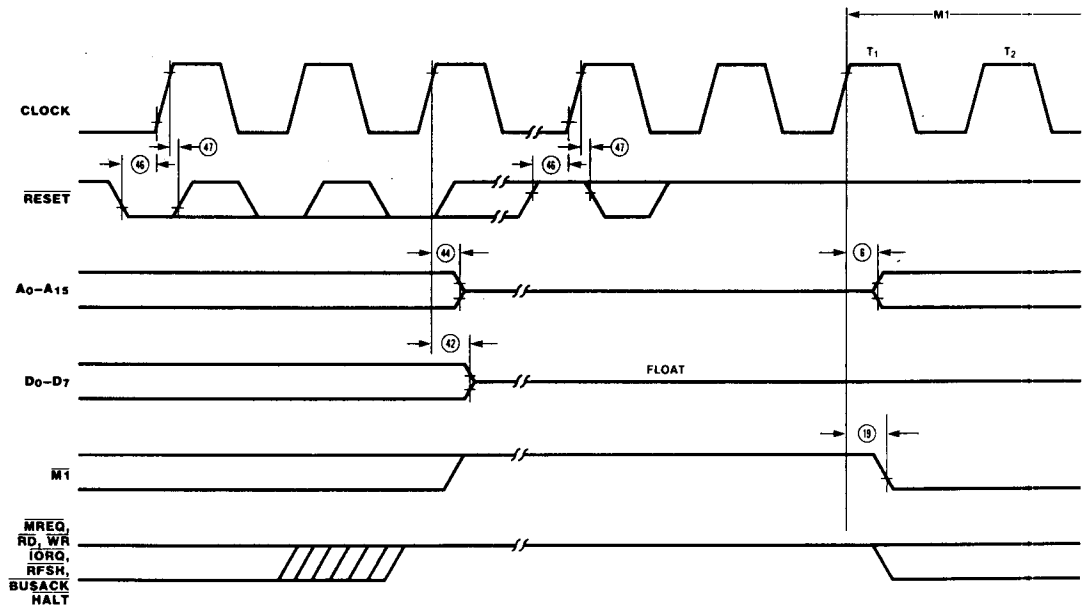 M1
T1
T2
CLOCK
46
47
46
47
RESET
44
6
A0–A15
42
D0–D7
FLOAT
19
M1
MREQ,
RD, WR
IORQ,
RFSH,
BUSACK
HALT